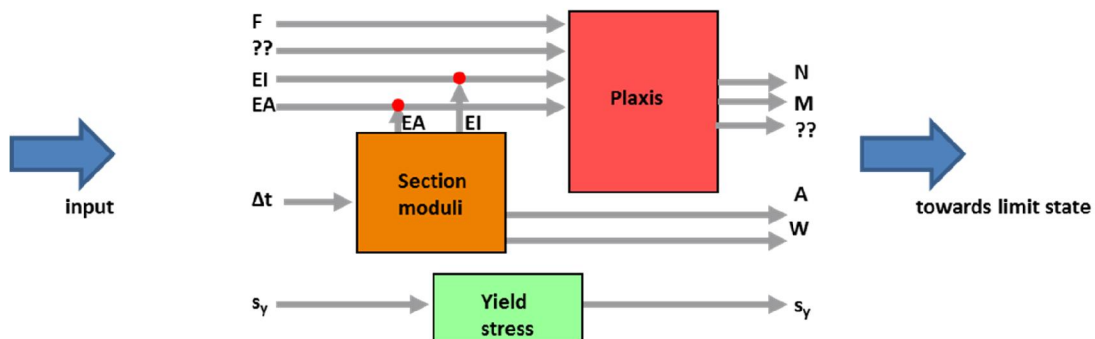 F
??
EI
EA
Plaxis
N
M
??
EA EI
Δt
Section
moduli
A
W
input
towards limit state
sy
Yield
stress
sy